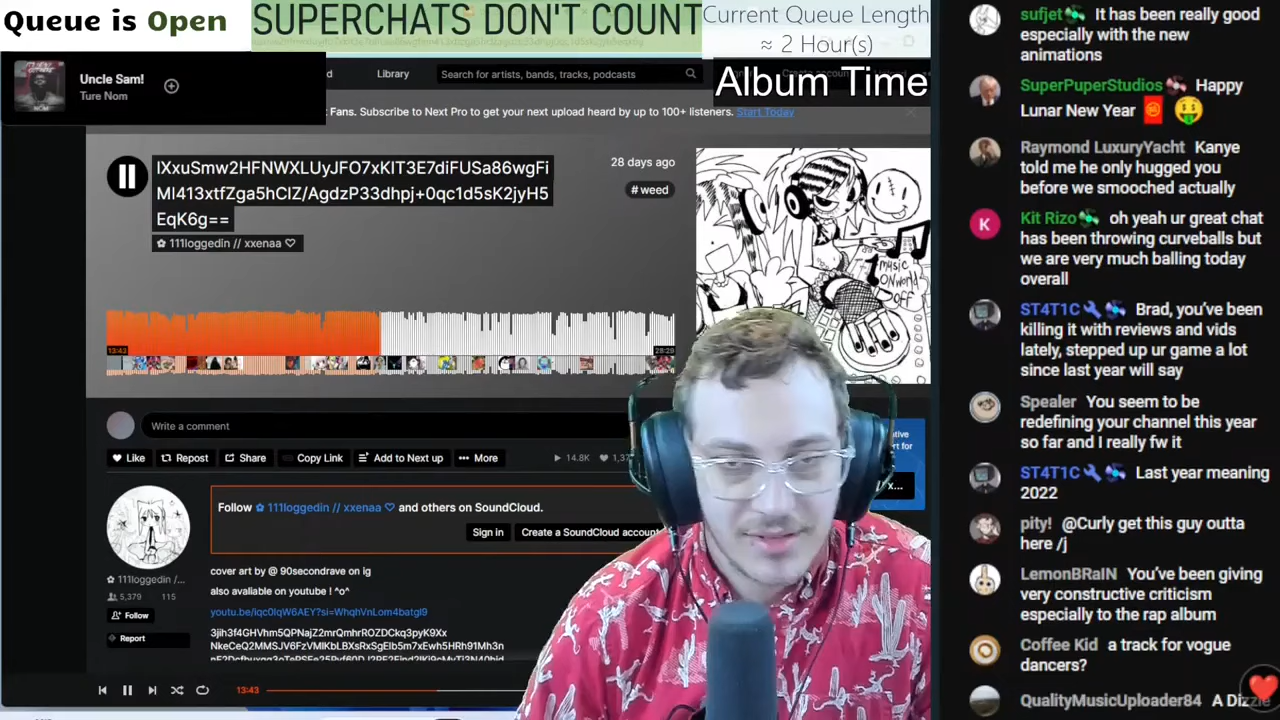 Queue is Open
SUPERCHATS DON'T COUNT
Current Queue Length
≈ 2 Hour(s)
Album Time
Uncle Sam!
Ture Nom
Library
Search for artists, bands, tracks, podcasts
Fans. Subscribe to Next Pro to get your next upload heard by up to 100+ listeners. Start Today
28 days ago
# weed
✿ 111loggedin // xxenaa ♡
MUSIC
ON
OFF
13:42
28:29
Write a comment
Like
Repost
Share
Copy Link
Add to Next up
More
14.8K
Follow ✿ 111loggedin // xxenaa ♡ and others on SoundCloud.
Sign in
Create a SoundCloud account
✿ 111loggedin /...
5,379
115
Follow
Report
cover art by @ 90secondrave on ig
also avaliable on youtube ! ^o^
13:43
sufjet It has been really good
especially with the new
animations
SuperPuperStudios Happy
Lunar New Year 🧧 🤑
Raymond LuxuryYacht Kanye
told me he only hugged you
before we smooched actually
K
Kit Rizo oh yeah ur great chat
has been throwing curveballs but
we are very much balling today
overall
ST4T1C Brad, you've been
killing it with reviews and vids
lately, stepped up ur game a lot
since last year will say
Spealer You seem to be
redefining your channel this year
so far and I really fw it
ST4T1C Last year meaning
2022
pity! @Curly get this guy outta
here /j
LemonBRaIN You've been giving
very constructive criticism
especially to the rap album
Coffee Kid a track for vogue
dancers?
QualityMusicUploader84 A